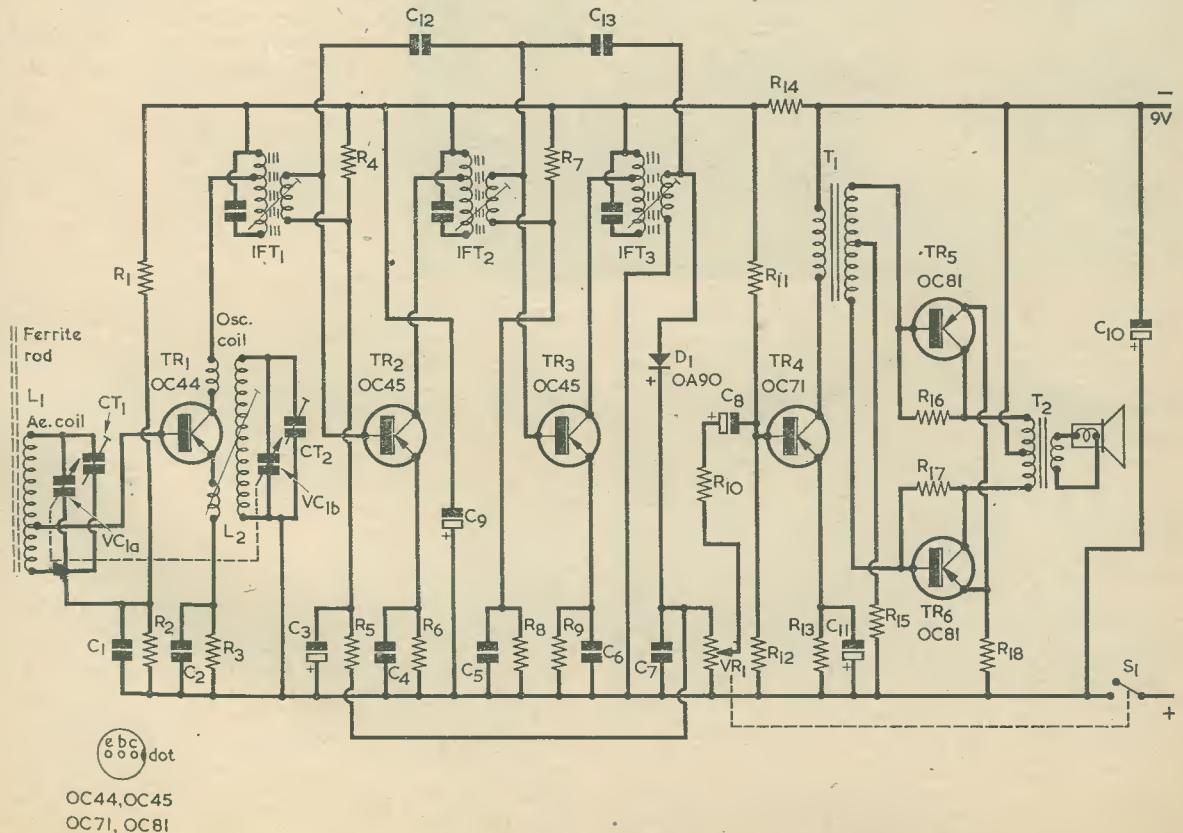 C12
C13
R14
−
9V
R4
R7
T1
IFT1
IFT2
IFT3
R1
R11
TR5
OC81
Ferrite
rod
Osc.
coil
TR1
OC44
TR2
OC45
TR3
OC45
D1
+
OA90
TR4
OC71
C10
+
L1
Ae.coil
CT1
CT2
C8
+
R16
T2
R10
R17
VC1a
L2
VC1b
C9
+
TR6
OC81
C1
R2
C2
R3
C3
+
R5
C4
R6
C5
R8
R9
C6
C7
VR1
R12
R13
C11
+
R15
R18
S1
+
e b c
dot
OC44,OC45
OC71, OC81